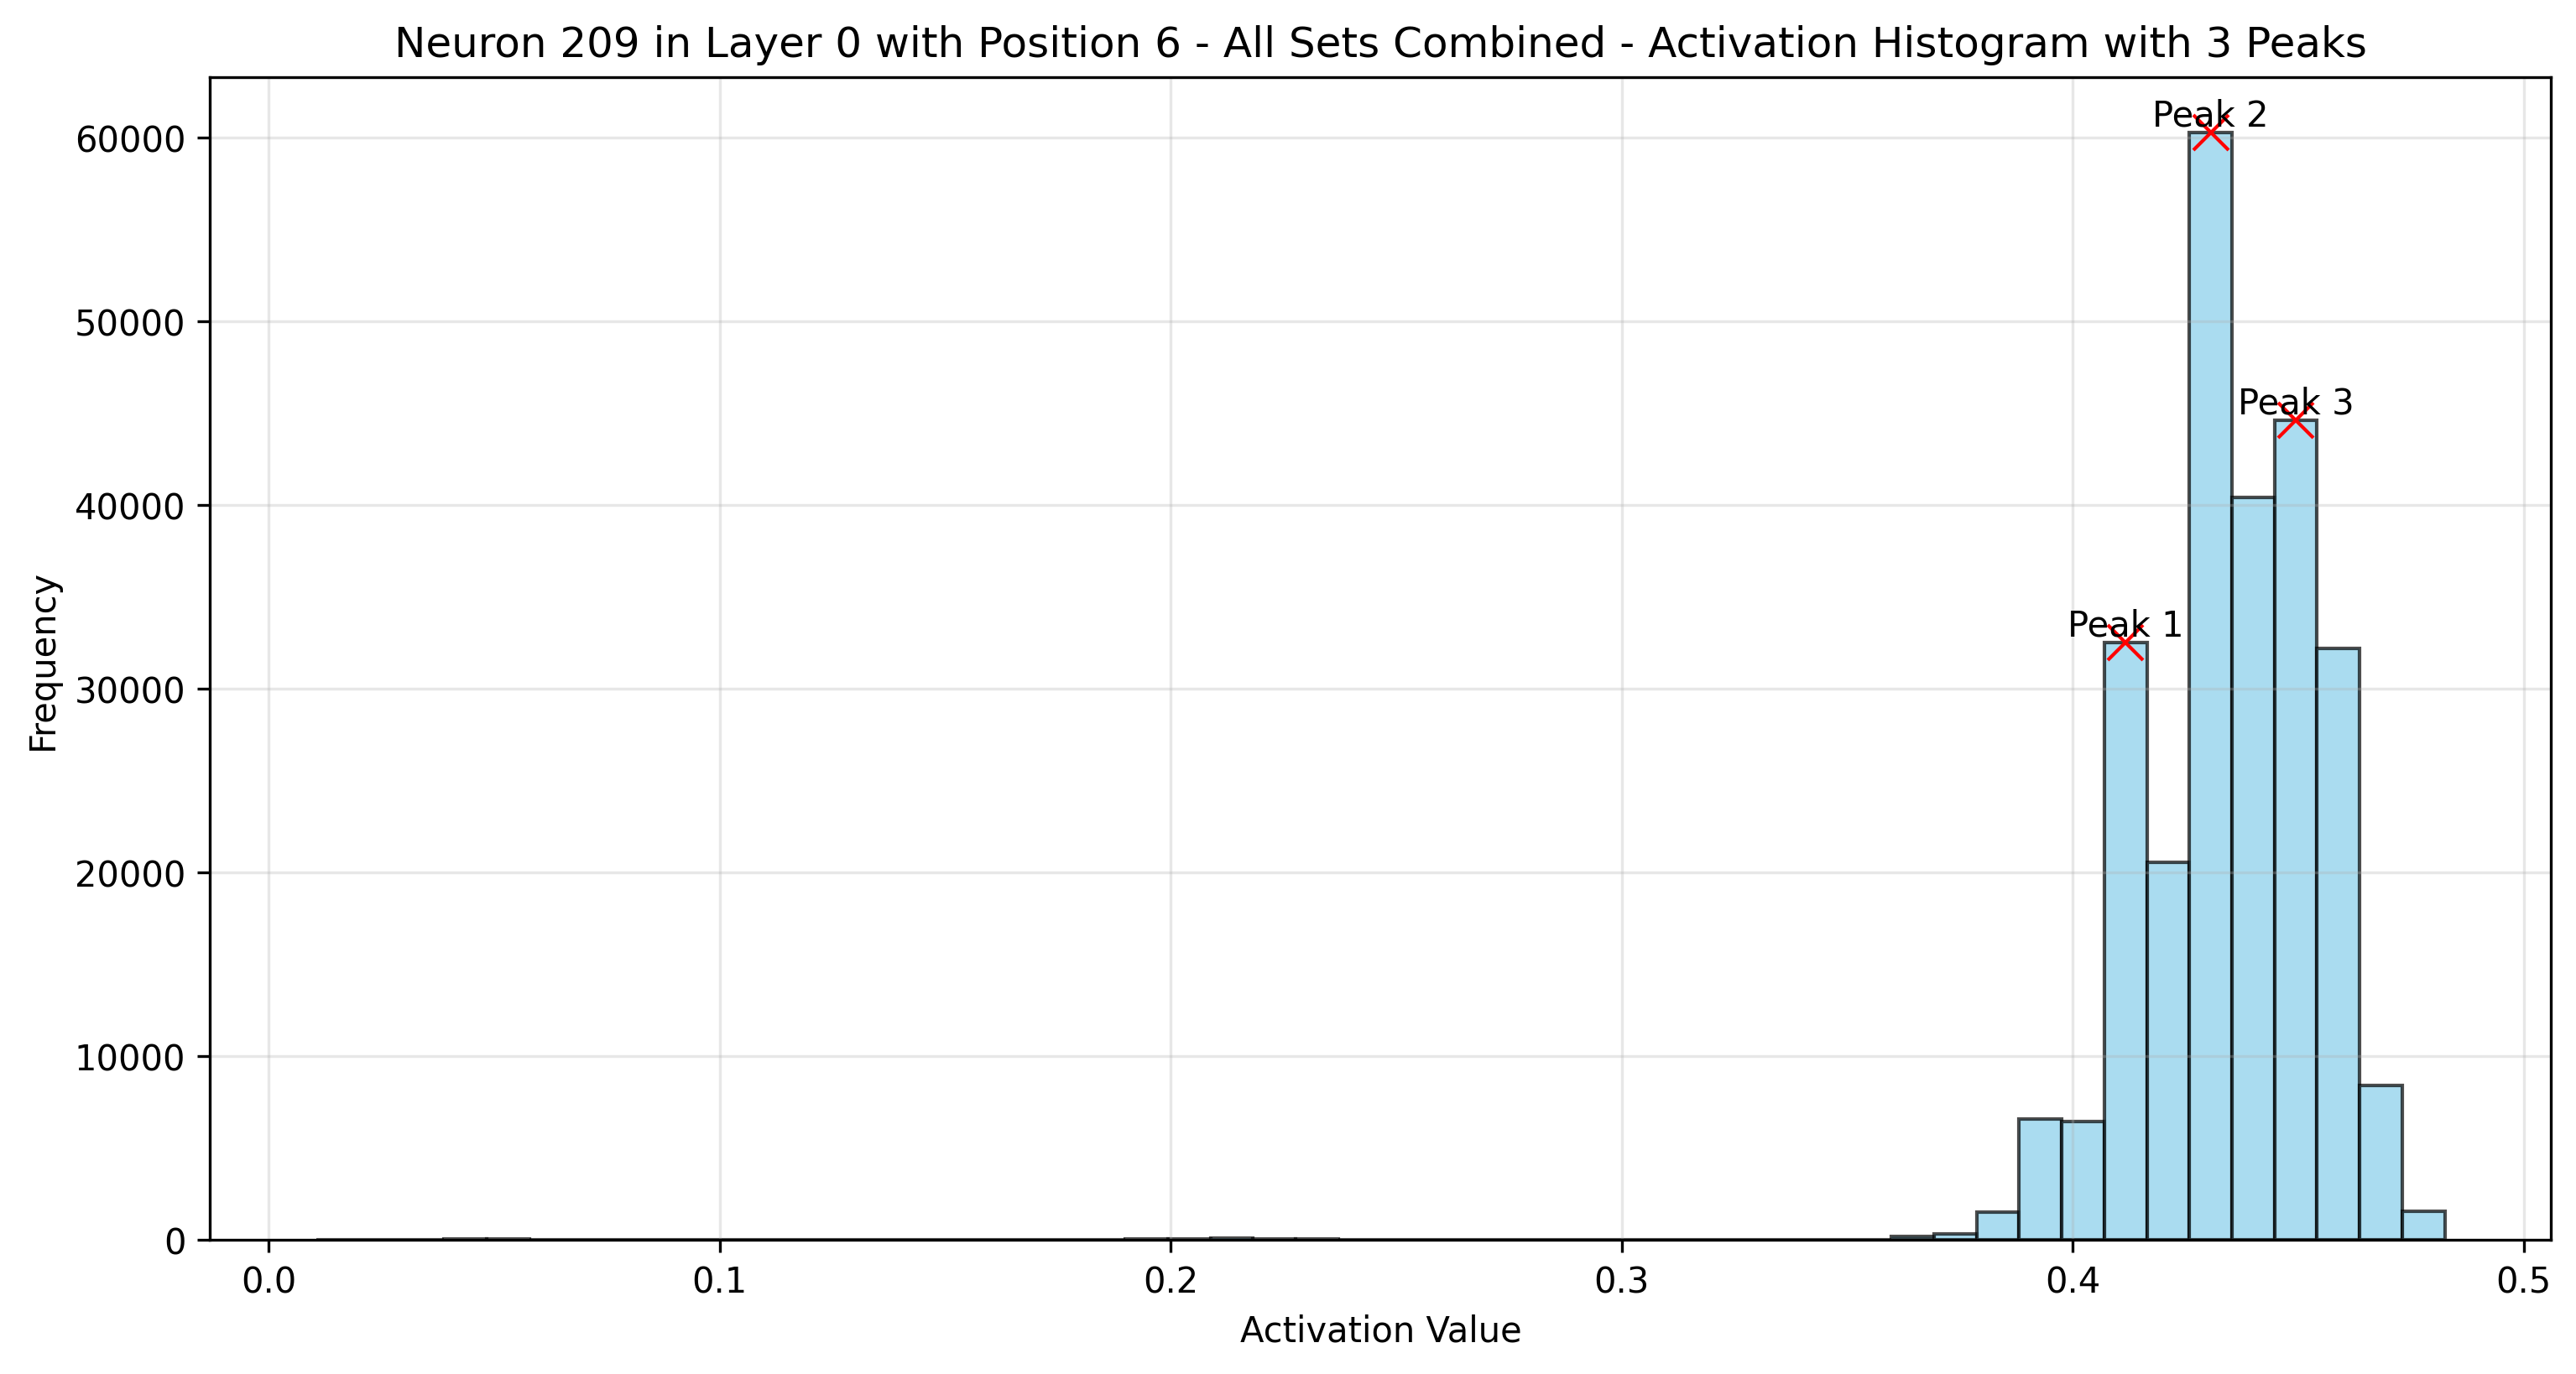 Neuron 209 in Layer 0 with Position 6 - All Sets Combined - Activation Histogram with 3 Peaks
Peak 2
60000
50000
Peak 3
40000
Peak 1
30000
20000
10000
0
Frequency
0.0 0.1 0.2 0.3 0.4 0.5
Activation Value